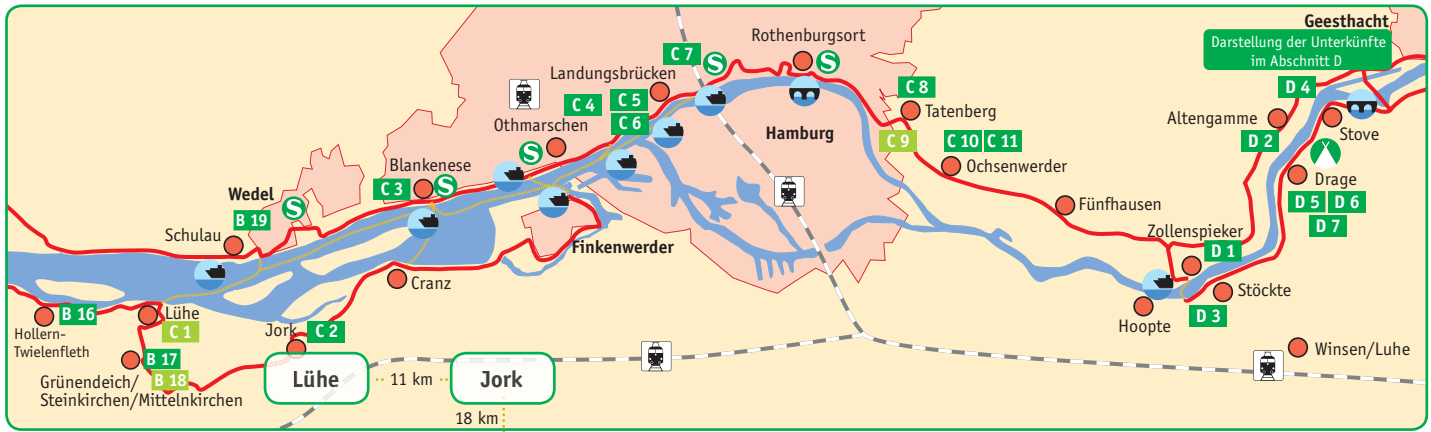 Geesthacht
Darstellung der Unterkünfte
im Abschnitt D
Rothenburgsort
S
C 7
S
Landungsbrücken
C 5
C 4
C 6
Othmarschen
S
Hamburg
C 8
Tatenberg
C 9
C 10
C 11
Ochsenwerder
D 4
Altengamme
D 2
Stove
Drage
D 5
D 6
D 7
Blankenese
C 3
S
Wedel
B 19
S
Schulau
Fünfhausen
Zollenspieker
D 1
Finkenwerder
Cranz
Stöckte
D 3
Hoopte
B 16
Hollern-
Twielenfleth
Lühe
C 1
Jork
C 2
Winsen/Luhe
B 17
B 18
Grünendeich/
Steinkirchen/Mittelnkirchen
Lühe
11 km
Jork
18 km